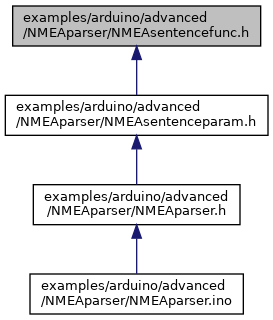 examples/arduino/advanced
/NMEAparser/NMEAsentencefunc.h
examples/arduino/advanced
/NMEAparser/NMEAsentenceparam.h
examples/arduino/advanced
/NMEAparser/NMEAparser.h
examples/arduino/advanced
/NMEAparser/NMEAparser.ino